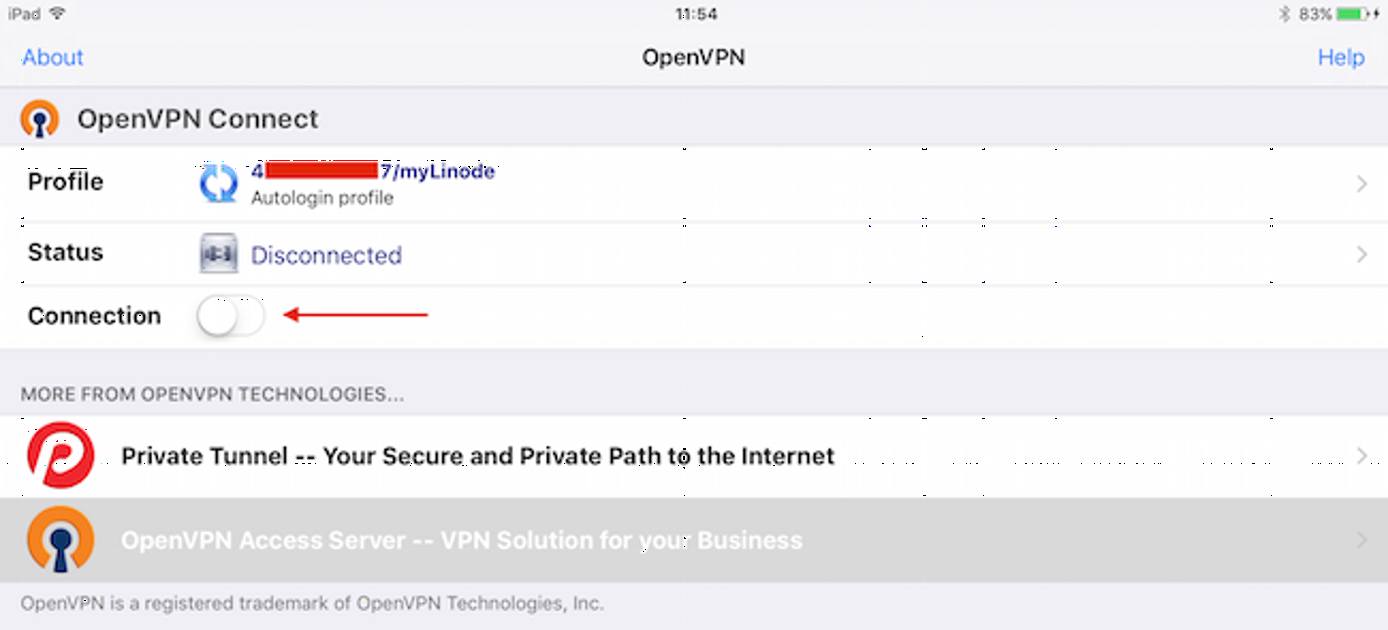 iPad 11:54 83%
About OpenVPN Help
OpenVPN Connect
Profile 4 7/myLinode
Autologin profile
Status Disconnected
Connection
MORE FROM OPENVPN TECHNOLOGIES...
Private Tunnel -- Your Secure and Private Path to the Internet
OpenVPN Access Server -- VPN Solution for your Business
OpenVPN is a registered trademark of OpenVPN Technologies, Inc.